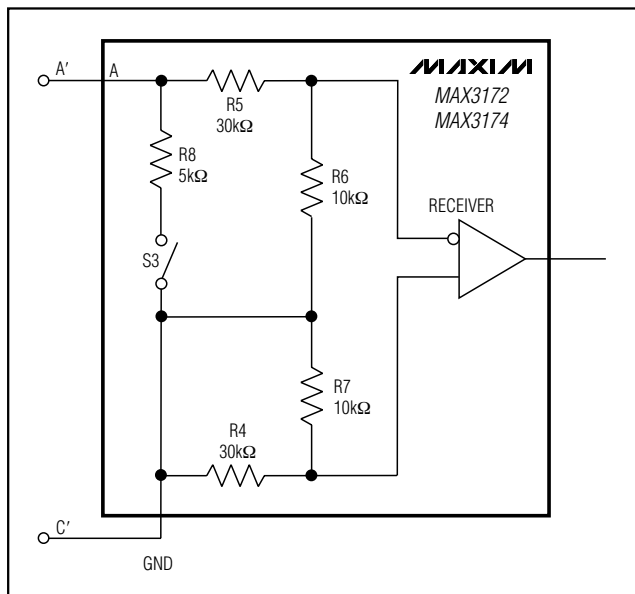 A′
A
R5
30kΩ
MAXIM
MAX3172
MAX3174
R8
5kΩ
R6
10kΩ
RECEIVER
S3
R7
10kΩ
R4
30kΩ
C′
GND